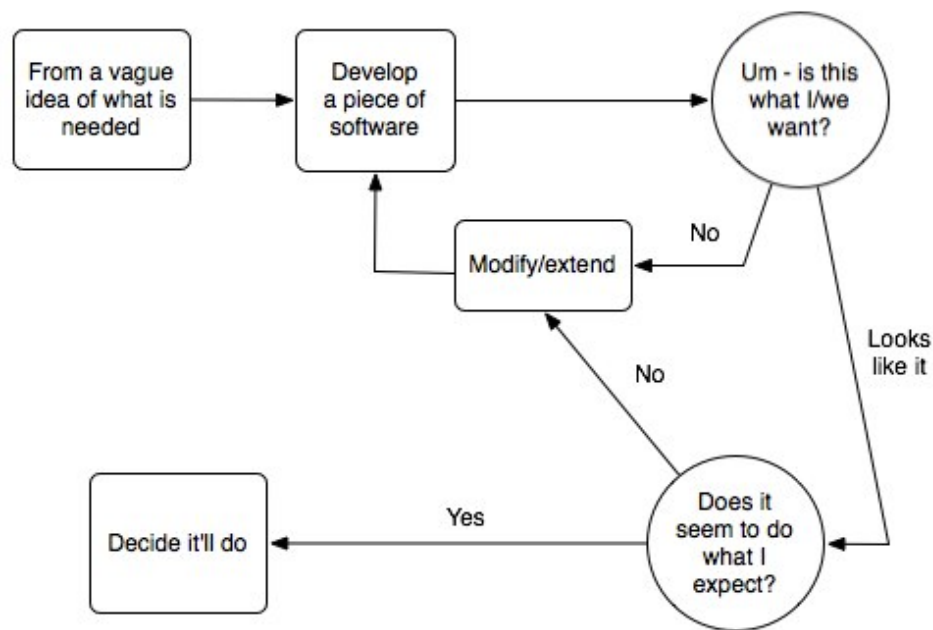 From a vague
idea of what is
needed
Develop
a piece of
software
Um - is this
what I/we
want?
No
Modify/extend
Looks
like it
No
Does it
seem to do
what I
expect?
Yes
Decide it'll do